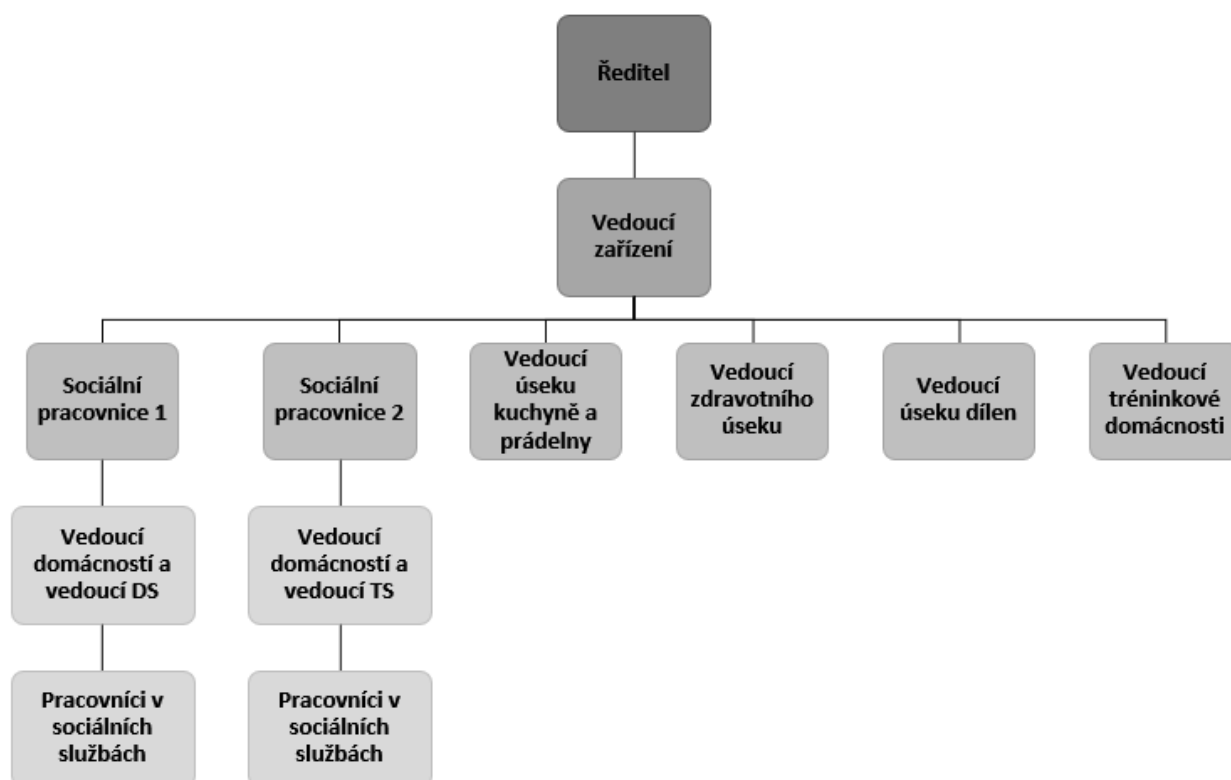 Ředitel
Vedoucí
zařízení
Sociální
pracovnice 1
Sociální
pracovnice 2
Vedoucí
úseku
kuchyně a
prádelny
Vedoucí
zdravotního
úseku
Vedoucí
úseku dílen
Vedoucí
tréninkové
domácnosti
Vedoucí
domácností a
vedoucí DS
Vedoucí
domácností a
vedoucí TS
Pracovníci v
sociálních
službách
Pracovníci v
sociálních
službách